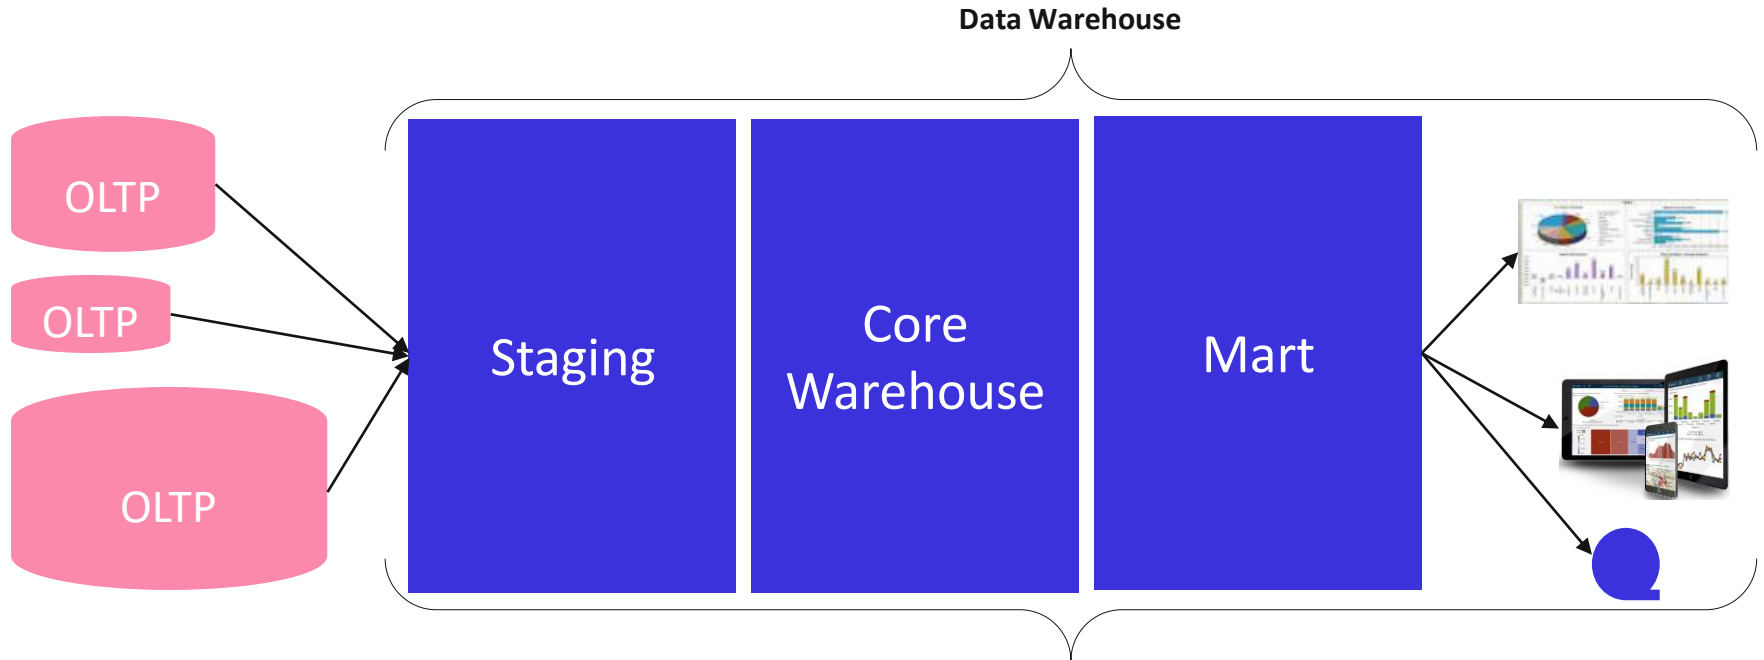 Data Warehouse
OLTP
OLTP
OLTP
Staging
Core
Warehouse
Mart